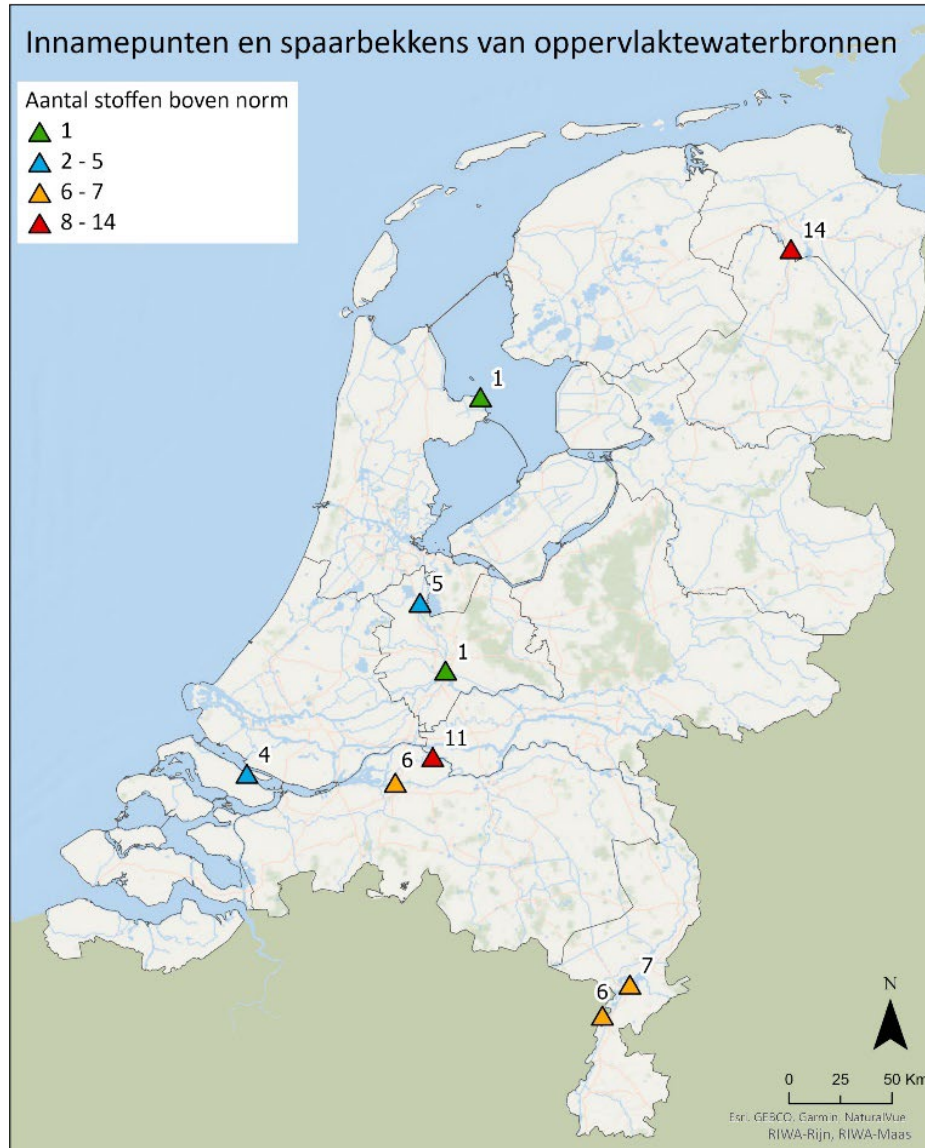 Innamepunten en spaarbekkens van oppervlaktewaterbronnen
Aantal stoffen boven norm
1
2 - 5
6 - 7
8 - 14
14
1
5
1
11
4
6
7
6
N
0 25 50 Km
Esri, GEBCO, Garmin, NaturalVue
RIWA-Rijn, RIWA-Maas